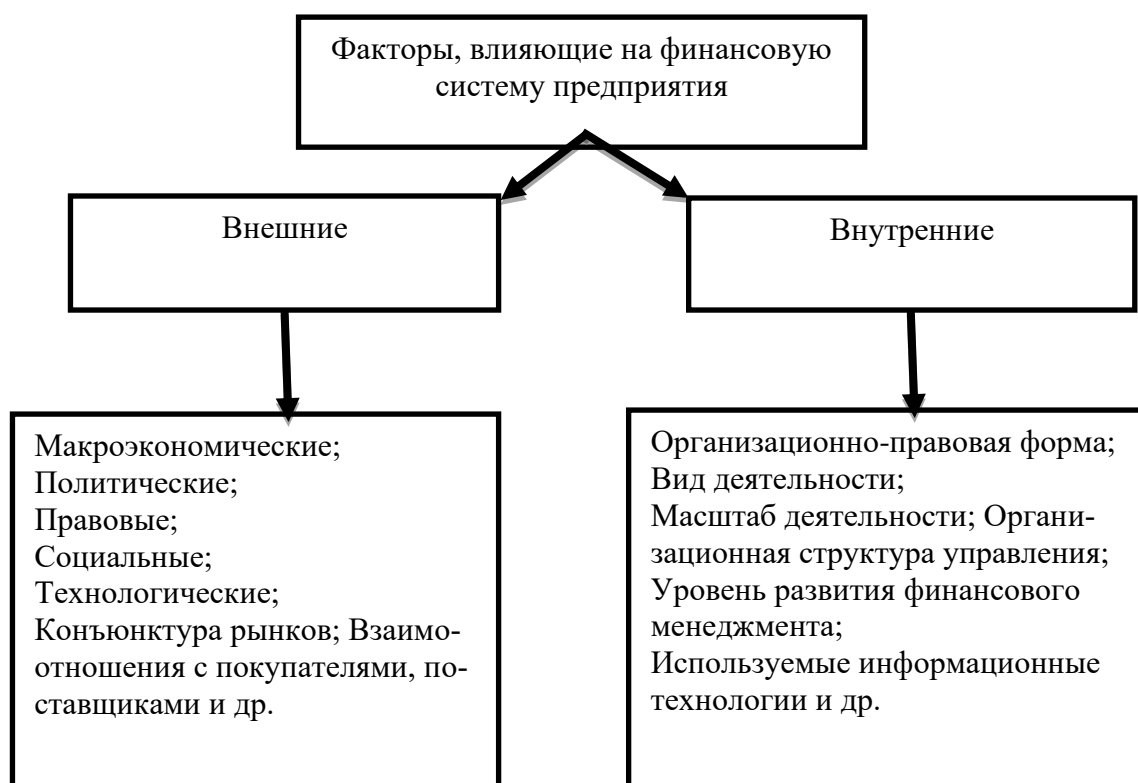 Факторы, влияющие на финансовую
систему предприятия
Внешние
Внутренние
Макроэкономические;
Политические;
Правовые;
Социальные;
Технологические;
Конъюнктура рынков; Взаимо-
отношения с покупателями, по-
ставщиками и др.
Организационно-правовая форма;
Вид деятельности;
Масштаб деятельности; Органи-
зационная структура управления;
Уровень развития финансового
менеджмента;
Используемые информационные
технологии и др.